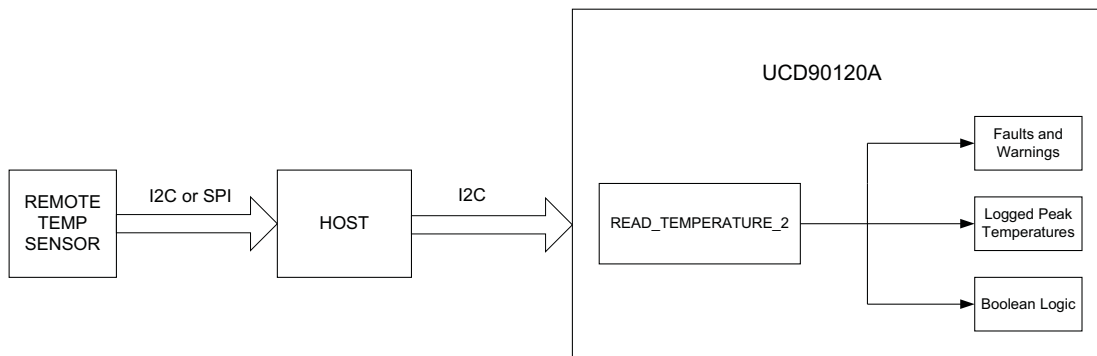 UCD90120A
REMOTE
TEMP
SENSOR
I2C or SPI
HOST
I2C
READ_TEMPERATURE_2
Faults and
Warnings
Logged Peak
Temperatures
Boolean Logic